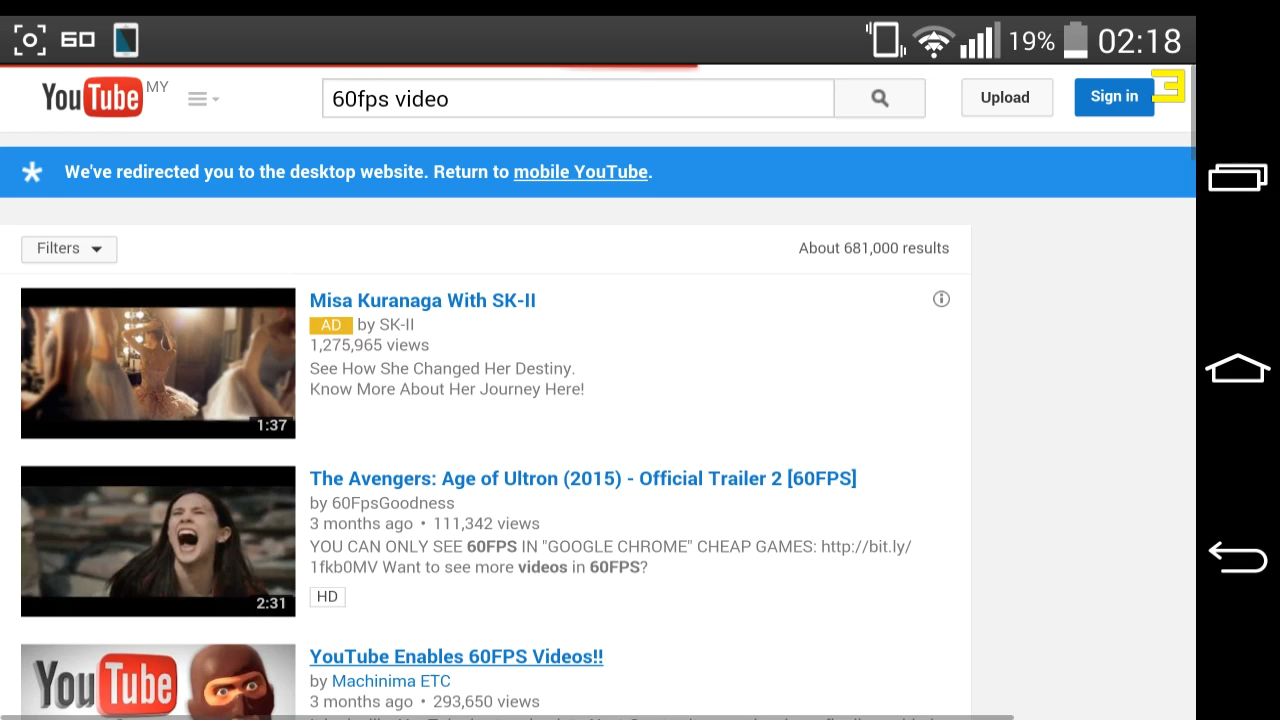 60
19%
02:18
YouTube MY
60fps video
Upload
Sign in
3
We've redirected you to the desktop website. Return to mobile YouTube.
Filters
About 681,000 results
Misa Kuranaga With SK-II
AD by SK-II
1,275,965 views
See How She Changed Her Destiny.
Know More About Her Journey Here!
1:37
The Avengers: Age of Ultron (2015) - Official Trailer 2 [60FPS]
by 60FpsGoodness
3 months ago • 111,342 views
YOU CAN ONLY SEE 60FPS IN "GOOGLE CHROME" CHEAP GAMES: http://bit.ly/
1fkb0MV Want to see more videos in 60FPS?
HD
2:31
YouTube Enables 60FPS Videos!!
by Machinima ETC
3 months ago • 293,650 views
YouTube